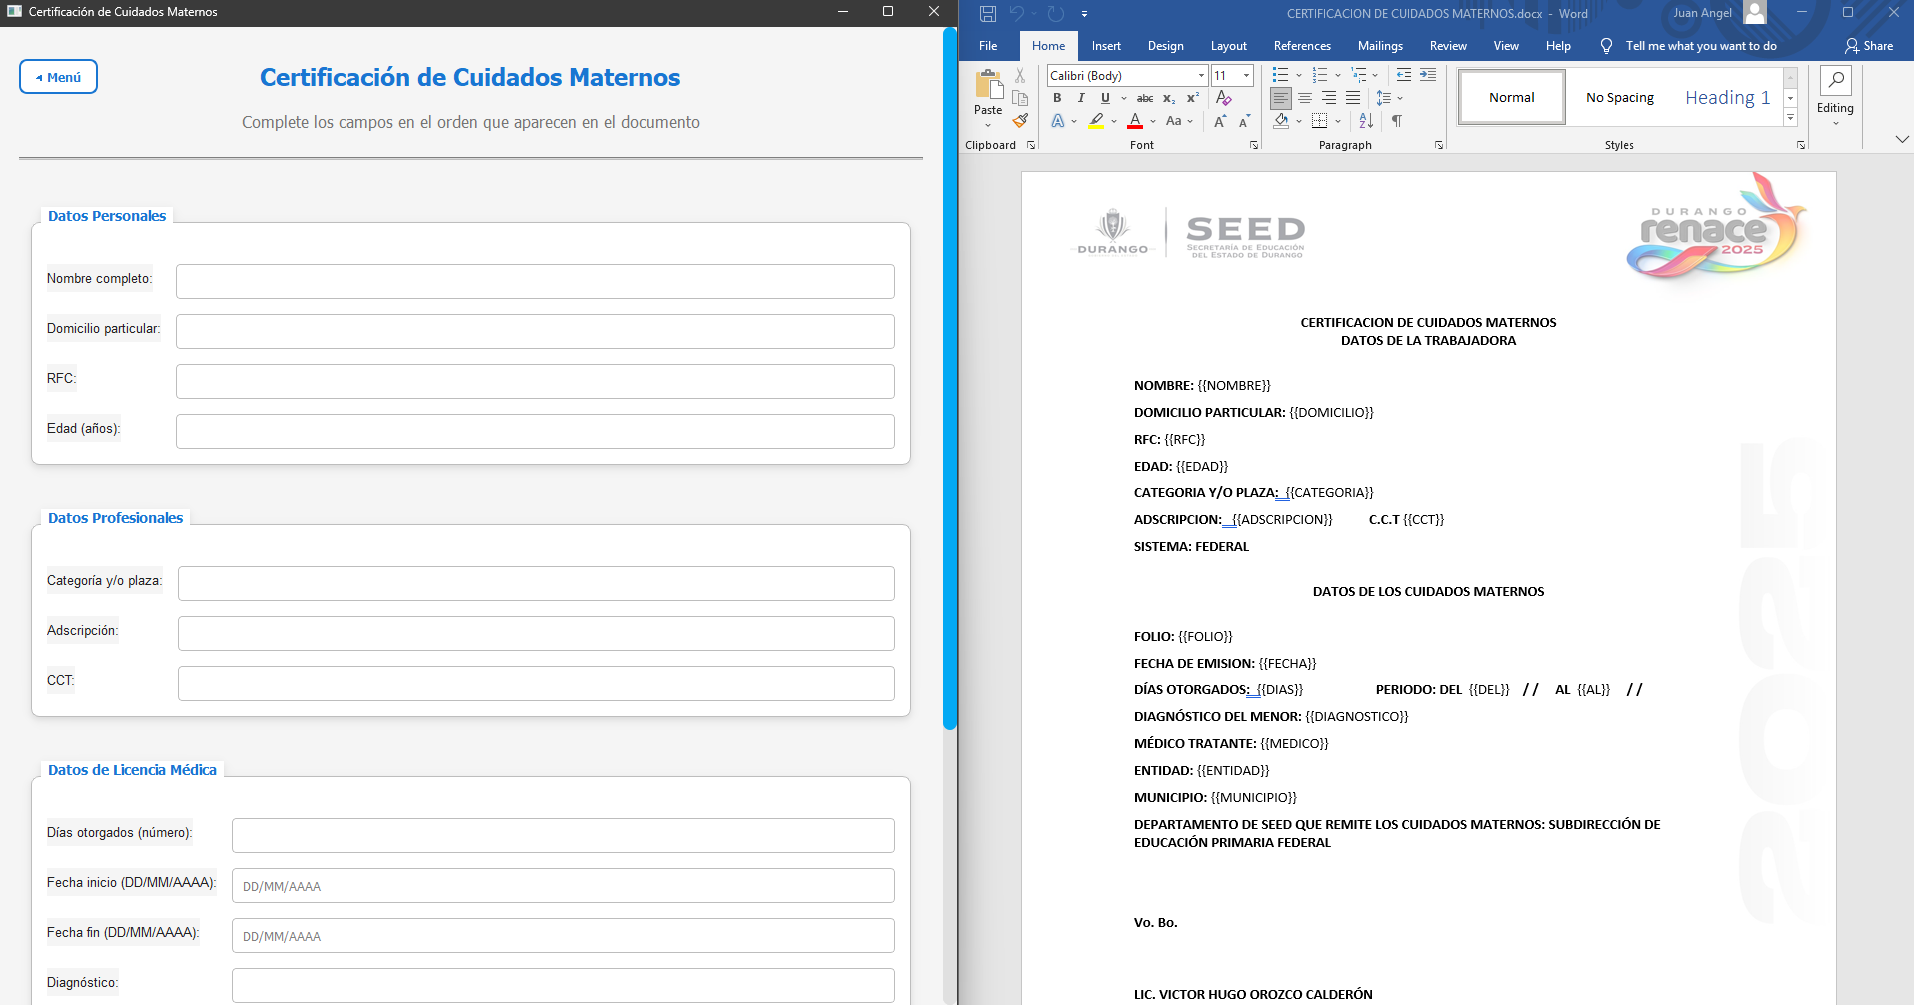 Certificación de Cuidados Maternos
Menú
Certificación de Cuidados Maternos
Complete los campos en el orden que aparecen en el documento
Datos Personales
Nombre completo:
Domicilio particular:
RFC:
Edad (años):
Datos Profesionales
Categoría y/o plaza:
Adscripción:
CCT:
Datos de Licencia Médica
Días otorgados (número):
Fecha inicio (DD/MM/AAAA): DD/MM/AAAA
Fecha fin (DD/MM/AAAA): DD/MM/AAAA
Diagnóstico:
CERTIFICACION DE CUIDADOS MATERNOS.docx - Word
Juan Angel
File Home Insert Design Layout References Mailings Review View Help Tell me what you want to do Share
Paste
Calibri (Body) 11
B I U abc x₂ x²
A A Aa A A
Normal
No Spacing
Heading 1
Editing
Clipboard Font Paragraph Styles
DURANGO
SEED
SECRETARÍA DE EDUCACIÓN
DEL ESTADO DE DURANGO
DURANGO
renace
2025
CERTIFICACION DE CUIDADOS MATERNOS
DATOS DE LA TRABAJADORA
NOMBRE: {{NOMBRE}}
DOMICILIO PARTICULAR: {{DOMICILIO}}
RFC: {{RFC}}
EDAD: {{EDAD}}
CATEGORIA Y/O PLAZA: {{CATEGORIA}}
ADSCRIPCION: {{ADSCRIPCION}} C.C.T {{CCT}}
SISTEMA: FEDERAL
DATOS DE LOS CUIDADOS MATERNOS
FOLIO: {{FOLIO}}
FECHA DE EMISION: {{FECHA}}
DÍAS OTORGADOS: {{DIAS}} PERIODO: DEL {{DEL}} / / AL {{AL}} / /
DIAGNÓSTICO DEL MENOR: {{DIAGNOSTICO}}
MÉDICO TRATANTE: {{MEDICO}}
ENTIDAD: {{ENTIDAD}}
MUNICIPIO: {{MUNICIPIO}}
DEPARTAMENTO DE SEED QUE REMITE LOS CUIDADOS MATERNOS: SUBDIRECCIÓN DE
EDUCACIÓN PRIMARIA FEDERAL
Vo. Bo.
LIC. VICTOR HUGO OROZCO CALDERÓN
2025